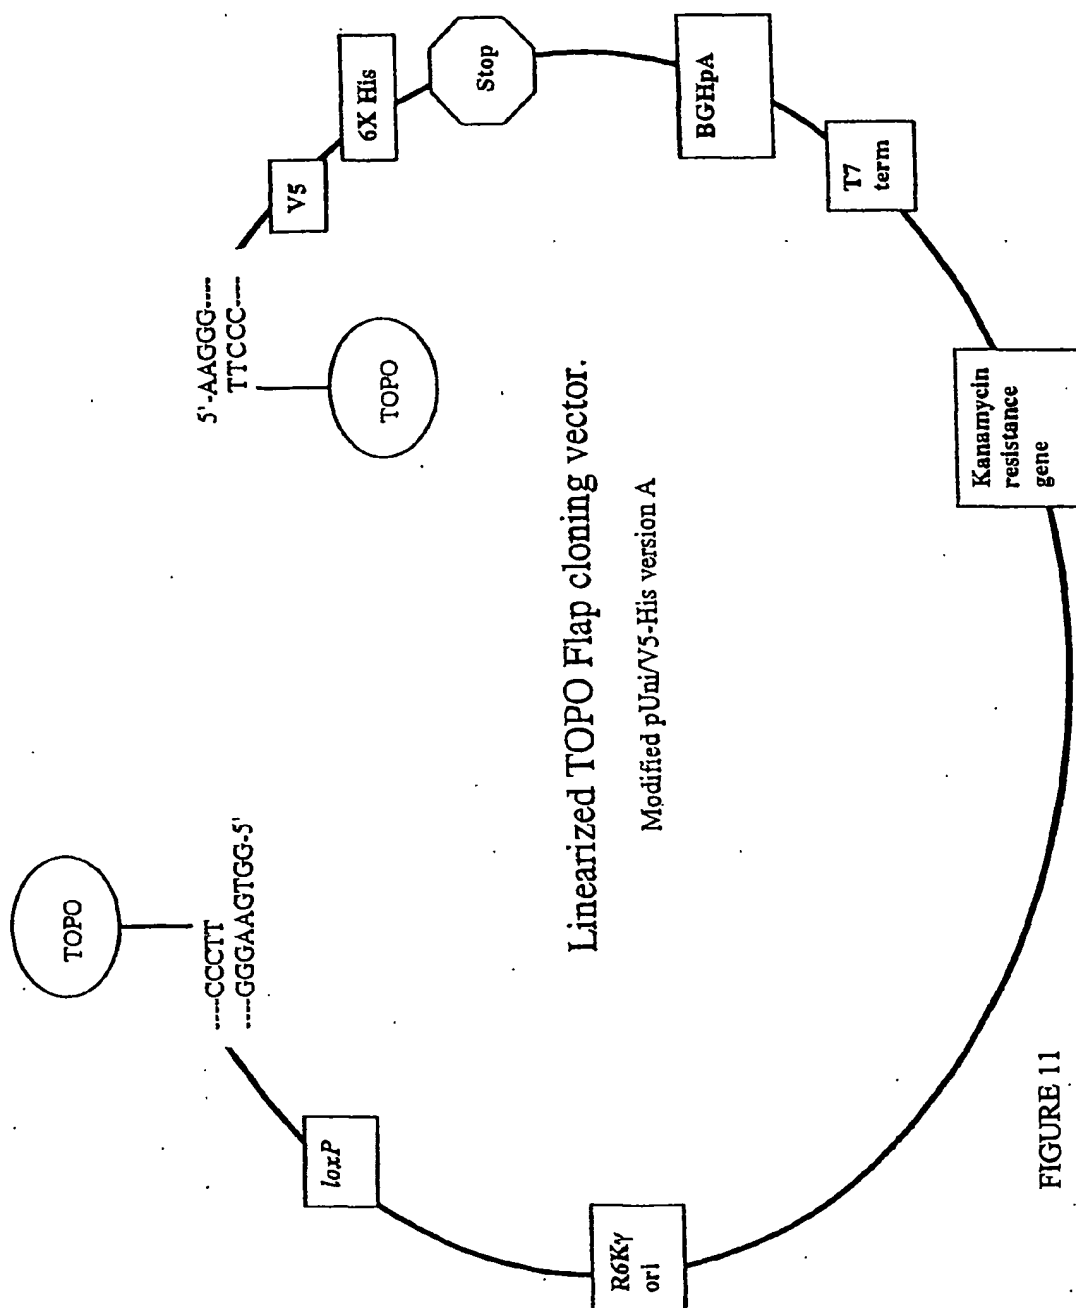 TOPO
----CCCTT
----GGGAAGTGG-5'
5'-AAGGG----
TTCCC----
TOPO
V5
6X His
Stop
BGHpA
T7
term
Kanamycin
resistance
gene
R6Kγ
ori
loxP
Linearized TOPO Flap cloning vector.
Modified pUni/V5-His version A
FIGURE 11